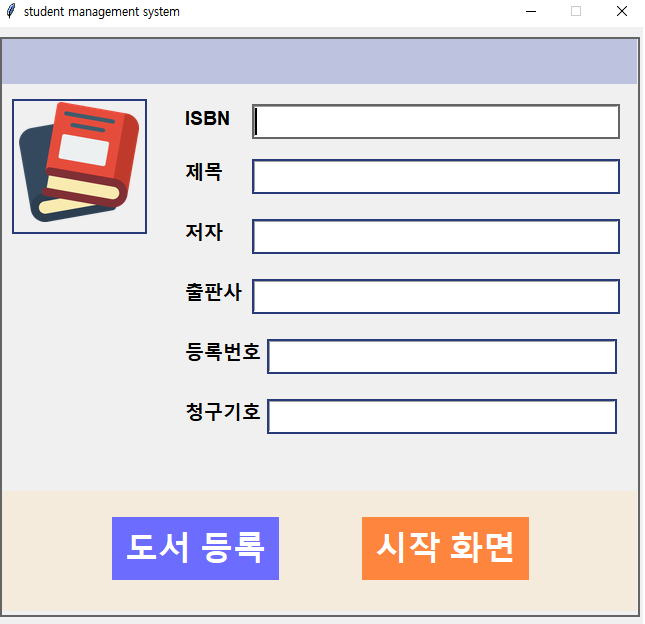 student management system
ISBN
제목
저자
출판사
등록번호
청구기호
도서 등록
시작 화면